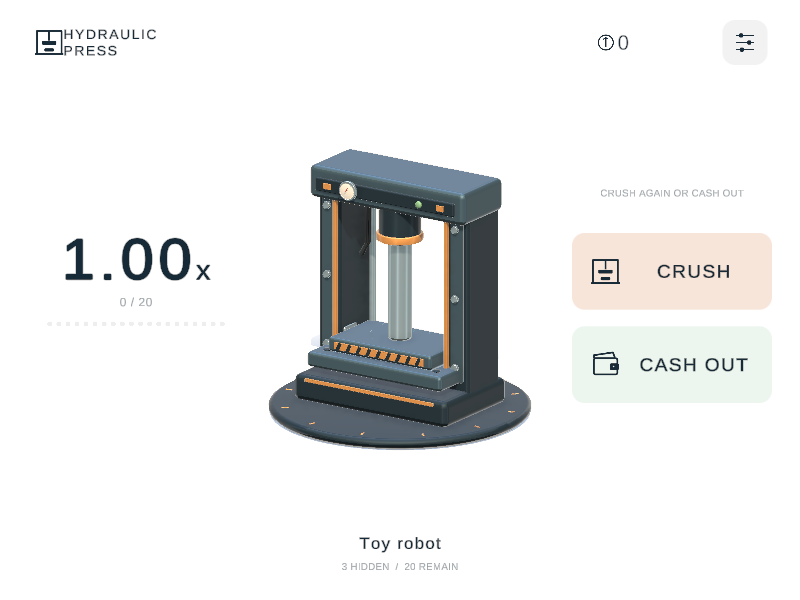 HYDRAULIC
PRESS
0
CRUSH AGAIN OR CASH OUT
1.00x
0 / 20
CRUSH
CASH OUT
Toy robot
3 HIDDEN / 20 REMAIN